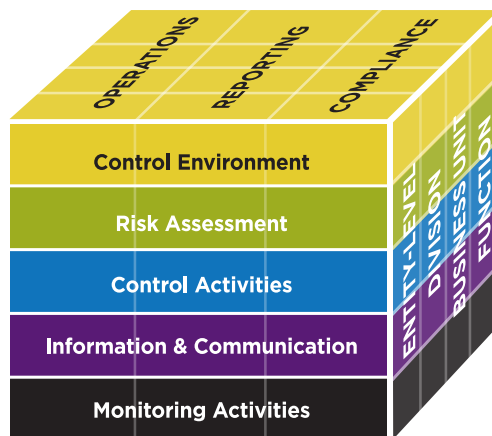 OPERATIONS
REPORTING
COMPLIANCE
Control Environment
Risk Assessment
Control Activities
Information & Communication
Monitoring Activities
ENTITY-LEVEL
DIVISION
BUSINESS UNIT
FUNCTION